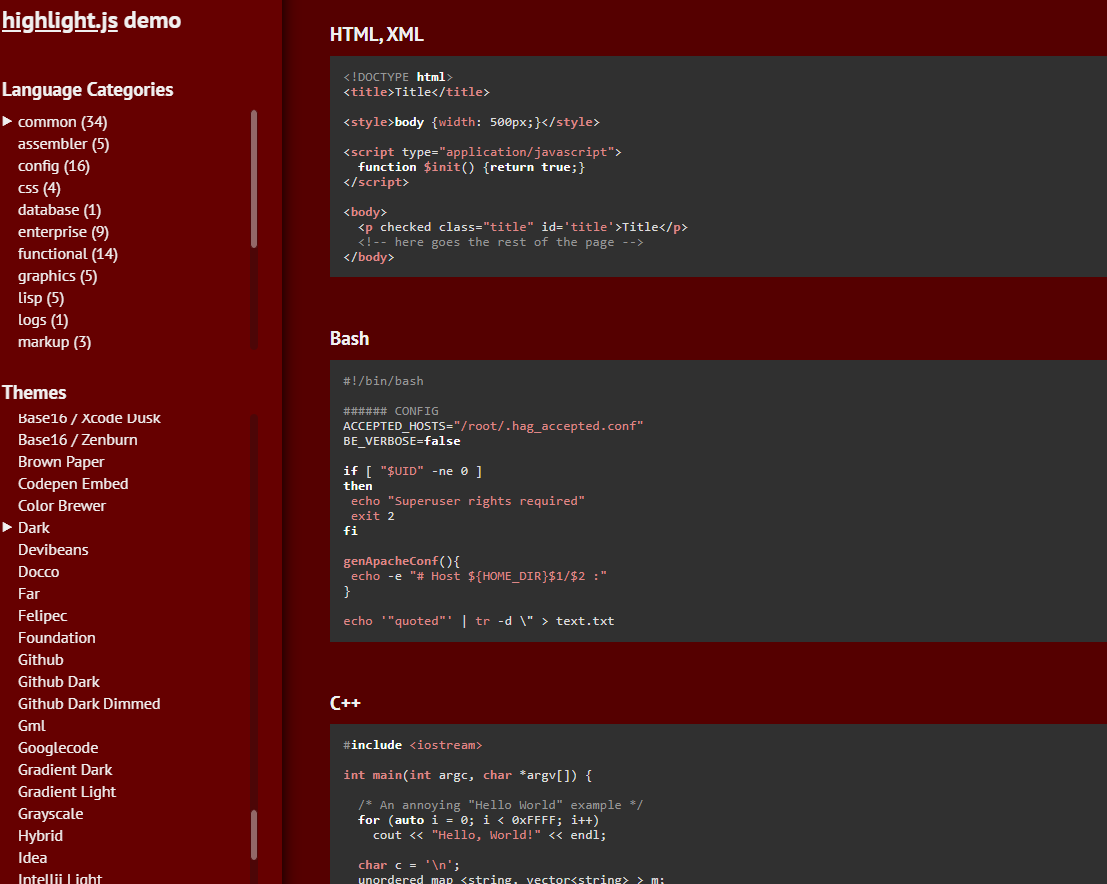 highlight.js demo
Language Categories
common (34)
assembler (5)
config (16)
css (4)
database (1)
enterprise (9)
functional (14)
graphics (5)
lisp (5)
logs (1)
markup (3)
Themes
Base16 / Xcode Dusk
Base16 / Zenburn
Brown Paper
Codepen Embed
Color Brewer
Dark
Devibeans
Docco
Far
Felipec
Foundation
Github
Github Dark
Github Dark Dimmed
Gml
Googlecode
Gradient Dark
Gradient Light
Grayscale
Hybrid
Idea
Intellij Light
HTML, XML
<!DOCTYPE html>
<title>Title</title>
<style>body {width: 500px;}</style>
<script type="application/javascript">
  function $init() {return true;}
</script>
<body>
  <p checked class="title" id='title'>Title</p>
  <!-- here goes the rest of the page -->
</body>
Bash
#!/bin/bash
###### CONFIG
ACCEPTED_HOSTS="/root/.hag_accepted.conf"
BE_VERBOSE=false
if [ "$UID" -ne 0 ]
then
 echo "Superuser rights required"
 exit 2
fi
genApacheConf(){
 echo -e "# Host ${HOME_DIR}$1/$2 :"
}
echo '"quoted"' | tr -d \" > text.txt
C++
#include <iostream>
int main(int argc, char *argv[]) {
  /* An annoying "Hello World" example */
  for (auto i = 0; i < 0xFFFF; i++)
    cout << "Hello, World!" << endl;
  char c = '\n';
  unordered_map <string, vector<string> > m;